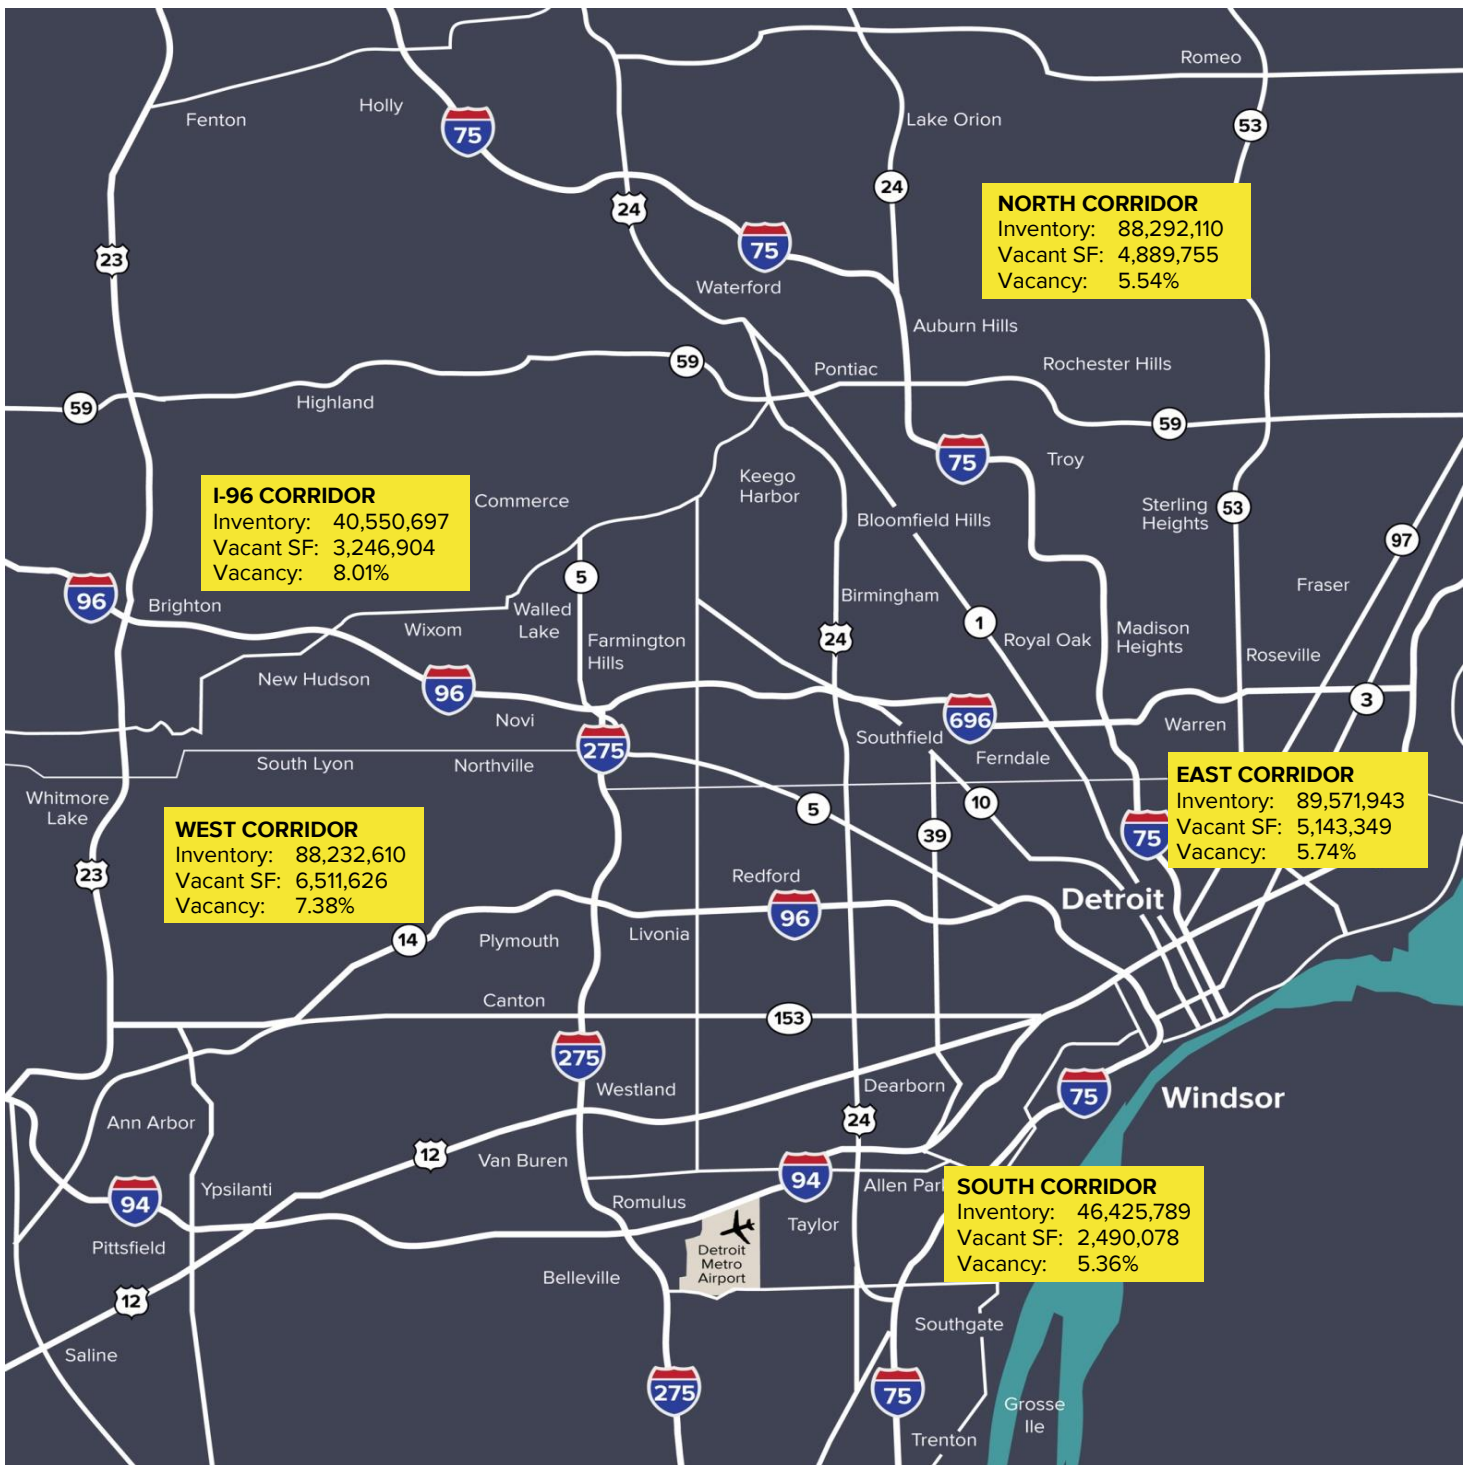 Romeo
Holly
Fenton
75
Lake Orion
53
24
24
NORTH CORRIDOR
Inventory: 88,292,110
Vacant SF: 4,889,755
Vacancy: 5.54%
23
75
Waterford
Auburn Hills
59
Pontiac
Rochester Hills
59
Highland
59
75
Troy
Keego
Harbor
I-96 CORRIDOR
Inventory: 40,550,697
Vacant SF: 3,246,904
Vacancy: 8.01%
Commerce
Bloomfield Hills
Sterling
Heights
53
97
5
Fraser
96
Brighton
Walled
Lake
Birmingham
Wixom
Farmington
Hills
24
1
Royal Oak
Madison
Heights
Roseville
New Hudson
96
3
Novi
696
Warren
275
Southfield
Ferndale
South Lyon
Northville
EAST CORRIDOR
Inventory: 89,571,943
Vacant SF: 5,143,349
Vacancy: 5.74%
Whitmore
Lake
5
10
39
75
WEST CORRIDOR
Inventory: 88,232,610
Vacant SF: 6,511,626
Vacancy: 7.38%
23
Redford
Detroit
96
14
Plymouth
Livonia
Canton
153
275
Westland
Dearborn
75
Windsor
Ann Arbor
24
12
Van Buren
94
Ypsilanti
Romulus
94
Allen Park
SOUTH CORRIDOR
Inventory: 46,425,789
Vacant SF: 2,490,078
Vacancy: 5.36%
Taylor
Pittsfield
Detroit
Metro
Airport
Belleville
12
Southgate
Saline
275
75
Grosse
Ile
Trenton